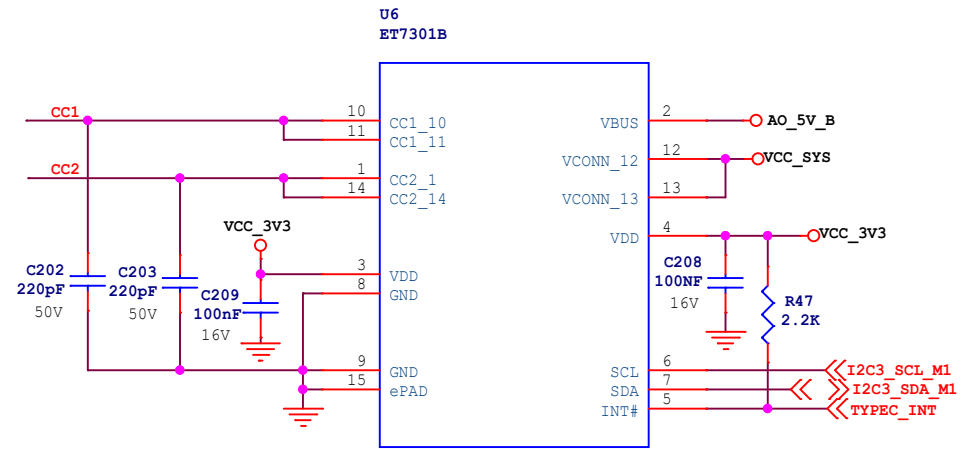 U6
ET7301B
CC1
10
CC1_10
11
CC1_11
CC2
1
CC2_1
14
CC2_14
VCC_3V3
3
VDD
8
GND
C202
220pF
50V
C203
220pF
50V
C209
100nF
16V
9
GND
15
ePAD
VBUS
2
AO_5V_B
VCONN_12
12
VCC_SYS
VCONN_13
13
VDD
4
VCC_3V3
C208
100NF
16V
R47
2.2K
SCL
6
I2C3_SCL_M1
SDA
7
I2C3_SDA_M1
INT#
5
TYPEC_INT